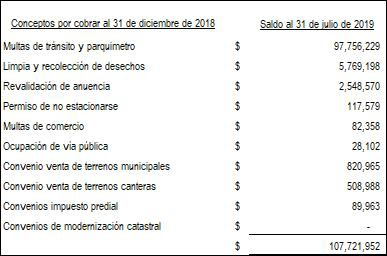 Conceptos por cobrar al 31 de diciembre de 2018 Saldo al 31 de julio de 2019
Multas de tránsito y parquimetro $ 97,756,229
Limpia y recolección de desechos $ 5,769,198
Revalidación de anuencia $ 2,548,570
Permiso de no estacionarse $ 117,579
Multas de comercio $ 82,358
Ocupación de vía pública $ 28,102
Convenio venta de terrenos municipales $ 820,965
Convenio venta de terrenos canteras $ 508,988
Convenios impuesto predial $ 89,963
Convenios de modernización catastral $ -
$ 107,721,952